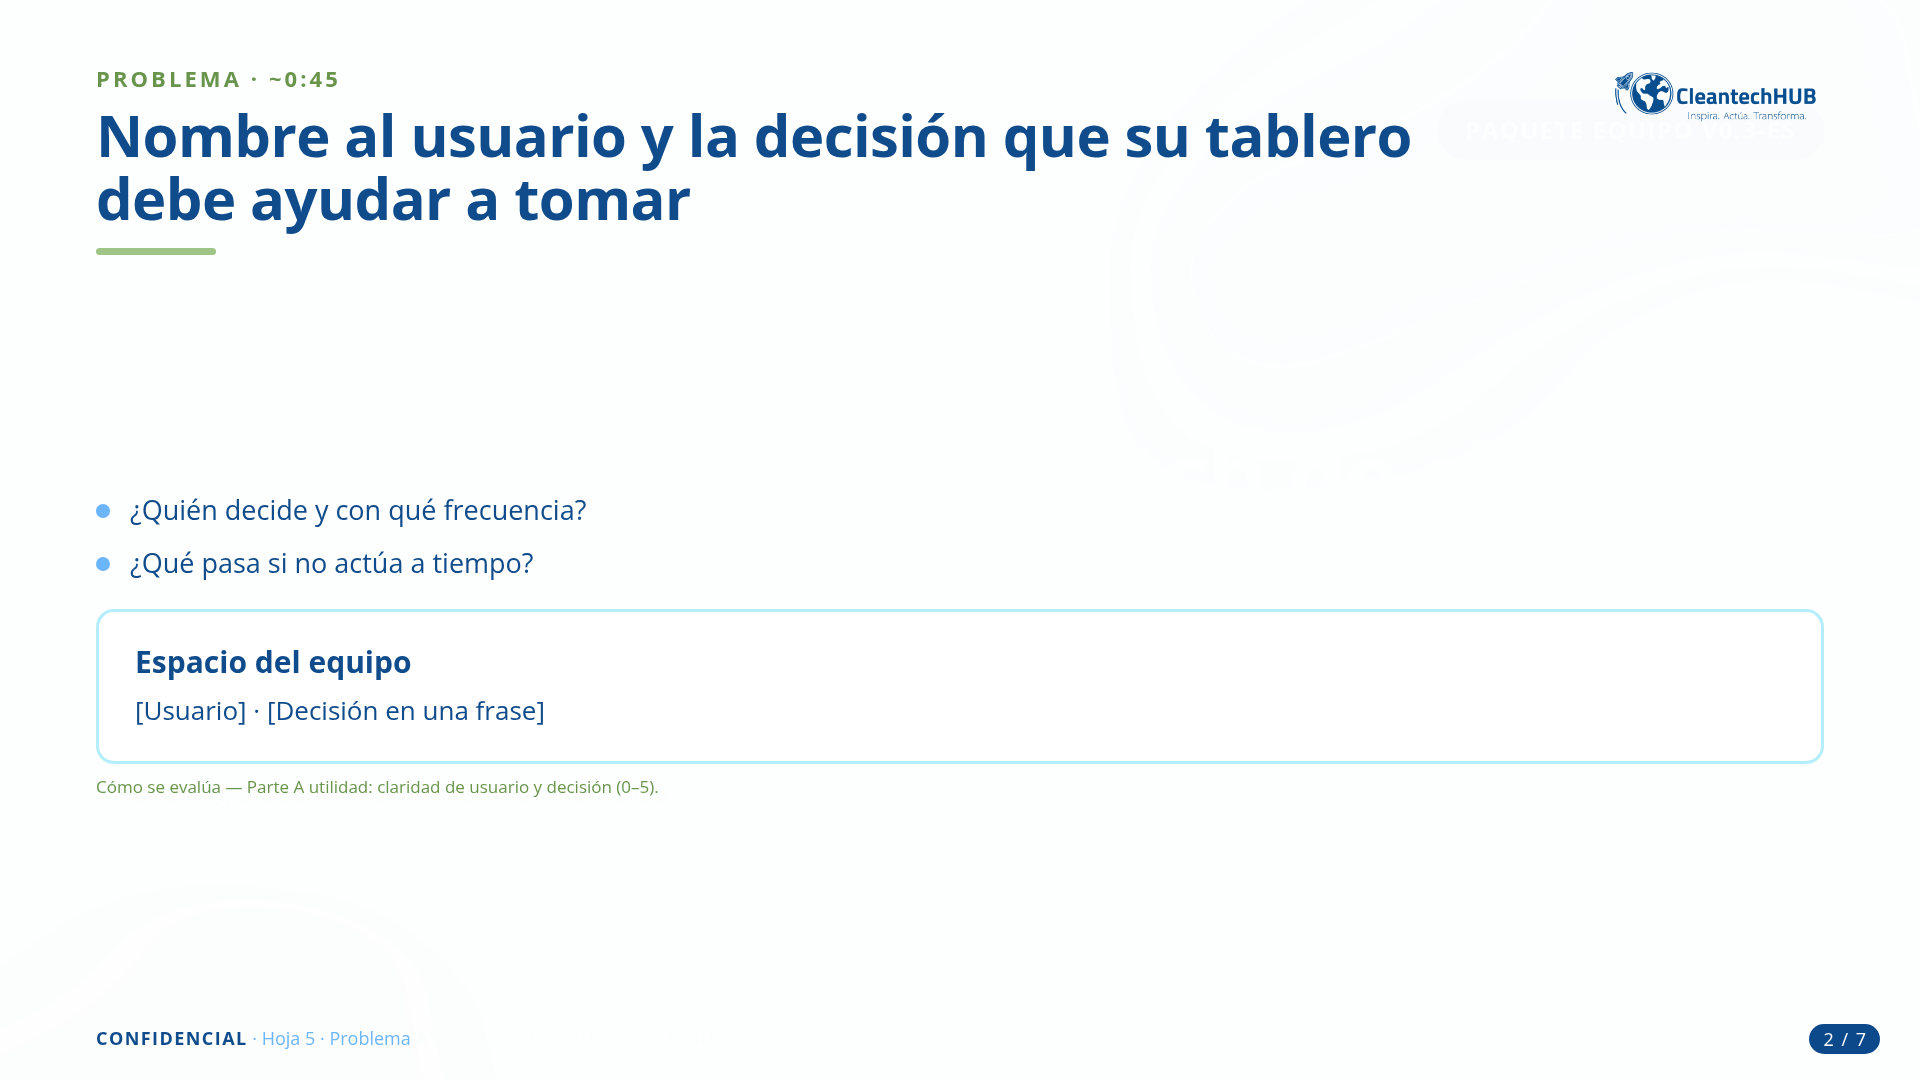 PROBLEMA · ~0:45
Nombre al usuario y la decisión que su tablero
debe ayudar a tomar
CleantechHUB
Inspira. Actúa. Transforma.
PAQUETE EQUIPO
¿Quién decide y con qué frecuencia?
¿Qué pasa si no actúa a tiempo?
Espacio del equipo
[Usuario] · [Decisión en una frase]
Cómo se evalúa — Parte A utilidad: claridad de usuario y decisión (0–5).
CONFIDENCIAL · Hoja 5 · Problema
2 / 7